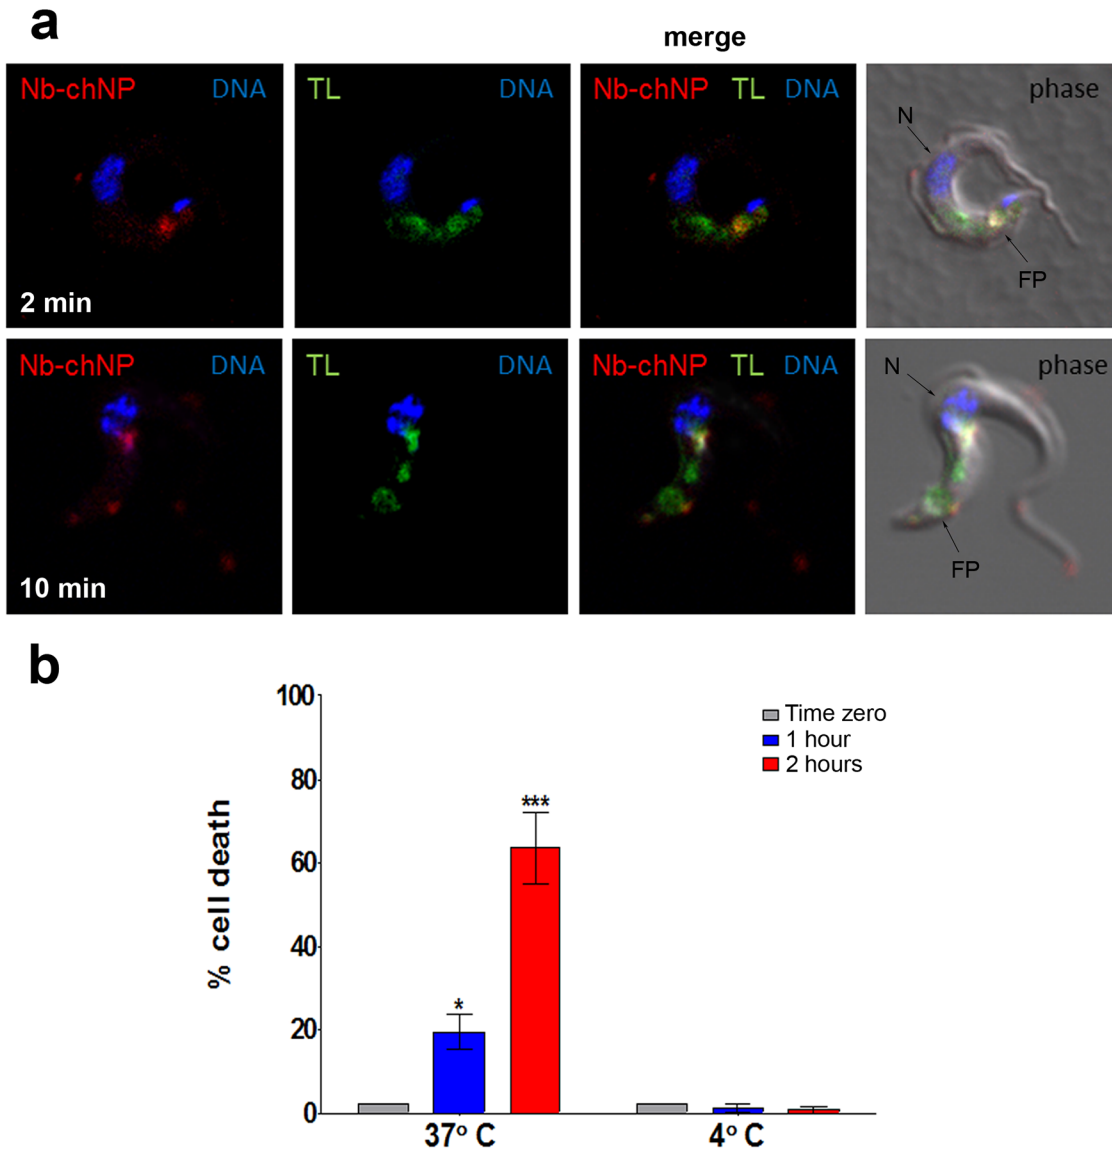 a
merge
Nb-chNP DNA
TL DNA
Nb-chNP TL DNA
phase
N
FP
2 min
Nb-chNP DNA
TL DNA
Nb-chNP TL DNA
phase
N
FP
10 min
b
100
80
60
40
20
0
% cell death
Time zero
1 hour
2 hours
*
***
37º C
4º C